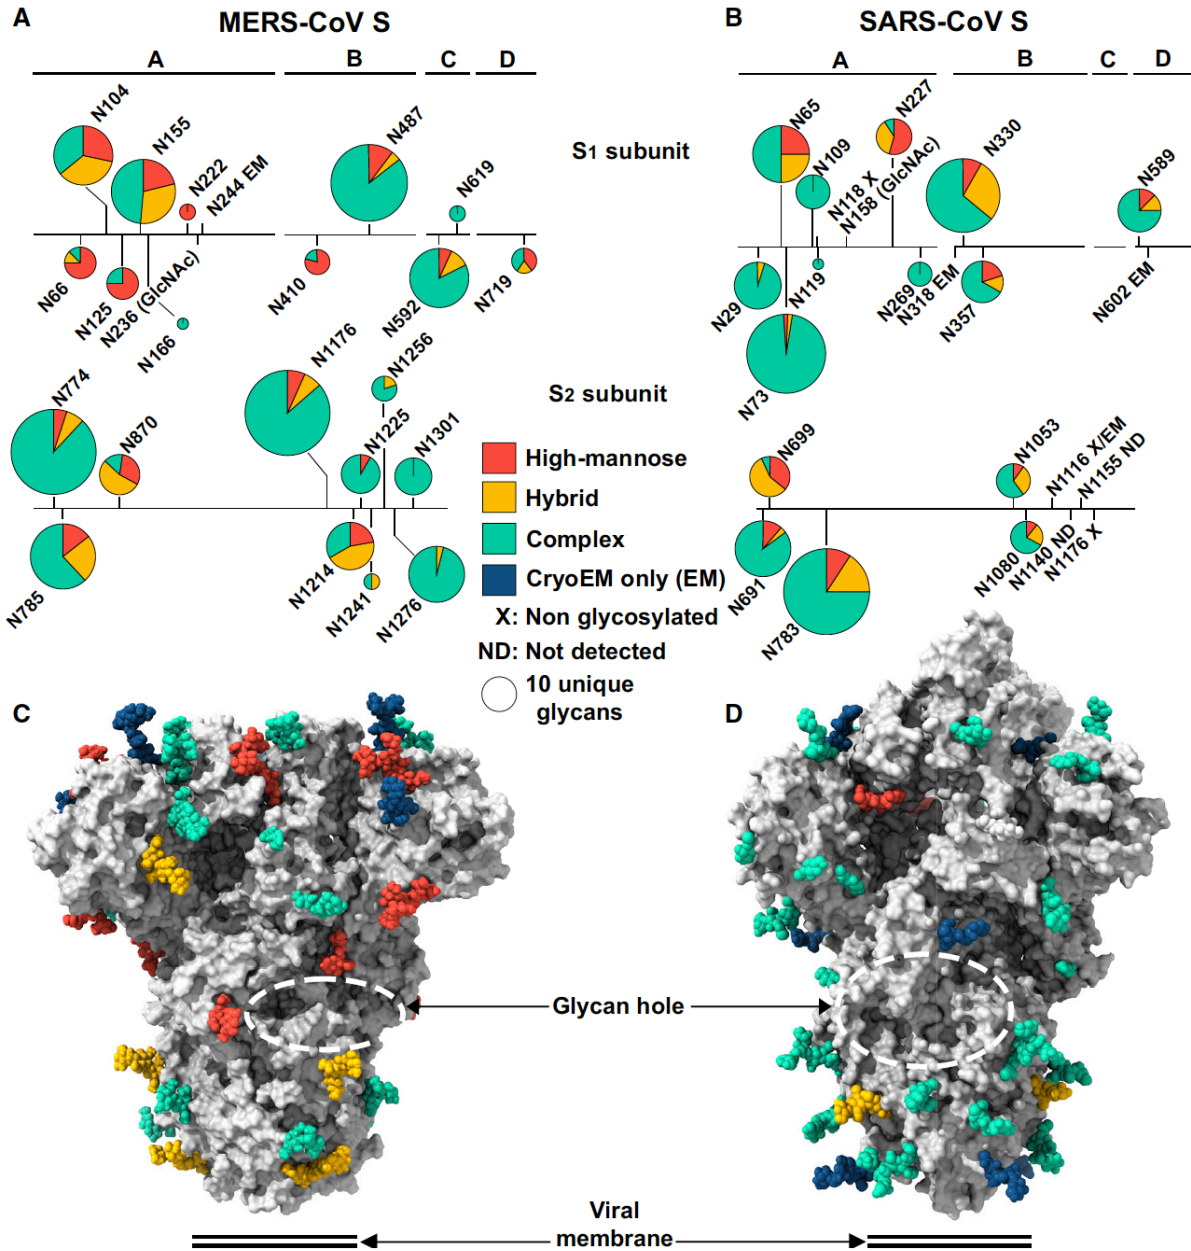 A
MERS-CoV S
B
SARS-CoV S
A
B
C
D
A
B
C
D
N104
N155
N222
N244 EM
N487
N619
S1 subunit
N65
N109
N118 X
N158 (GlcNAc)
N227
N330
N589
N66
N125
N236 (GlcNAc)
N166
N410
N592
N719
N29
N73
N119
N269
N318 EM
N357
N602 EM
N774
N870
N1176
N1256
N1225
N1301
S2 subunit
N699
N1053
N1116 X/EM
N1155 ND
High-mannose
Hybrid
Complex
CryoEM only (EM)
X: Non glycosylated
ND: Not detected
10 unique
glycans
N785
N1214
N1241
N1276
N691
N783
N1080
N1140 ND
N1176 X
C
D
Glycan hole
Viral
membrane